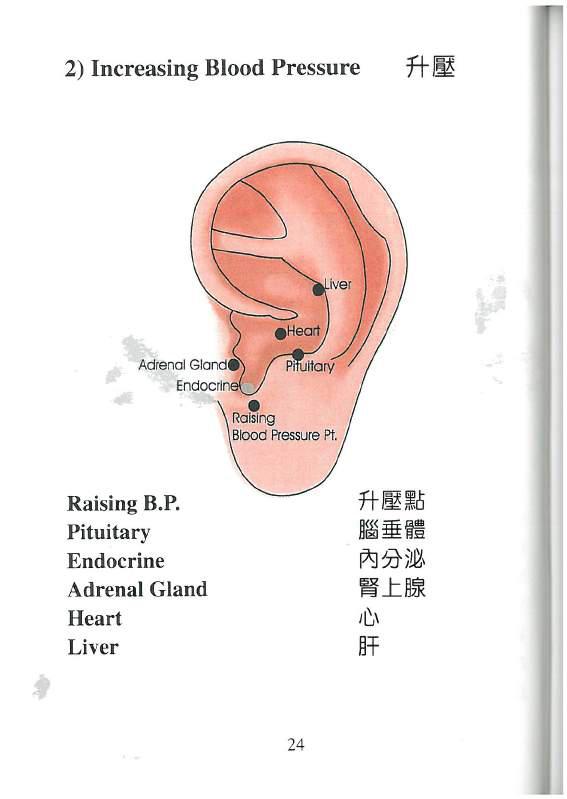 2) Increasing Blood Pressure 升壓
Liver
Heart
Adrenal Gland
Pituitary
Endocrine
Raising
Blood Pressure Pt.
Raising B.P. 升壓點
Pituitary 腦垂體
Endocrine 內分泌
Adrenal Gland 腎上腺
Heart 心
Liver 肝
24